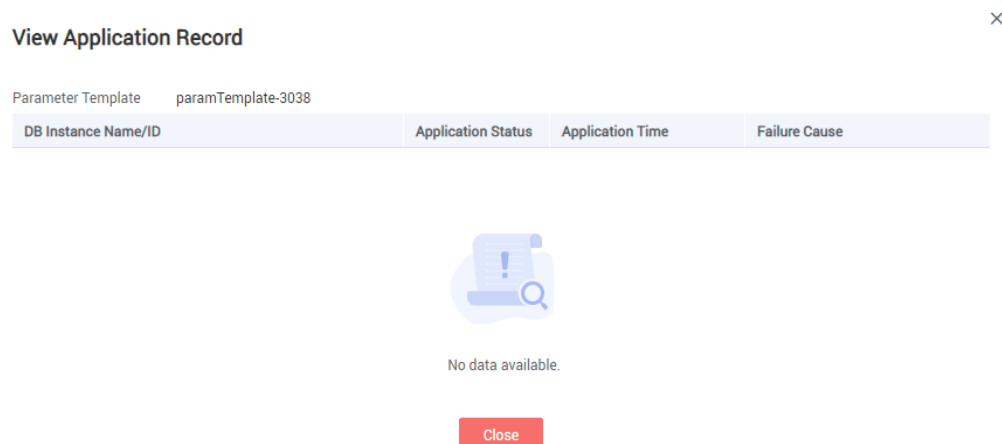 View Application Record
Parameter Template paramTemplate-3038
DB Instance Name/ID Application Status Application Time Failure Cause
No data available.
Close